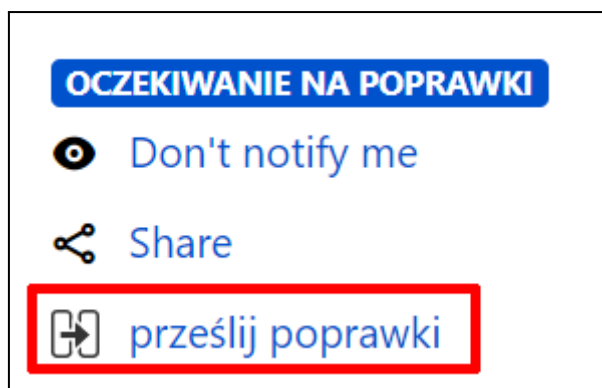 OCZEKIWANIE NA POPRAWKI
Don't notify me
Share
prześlij poprawki